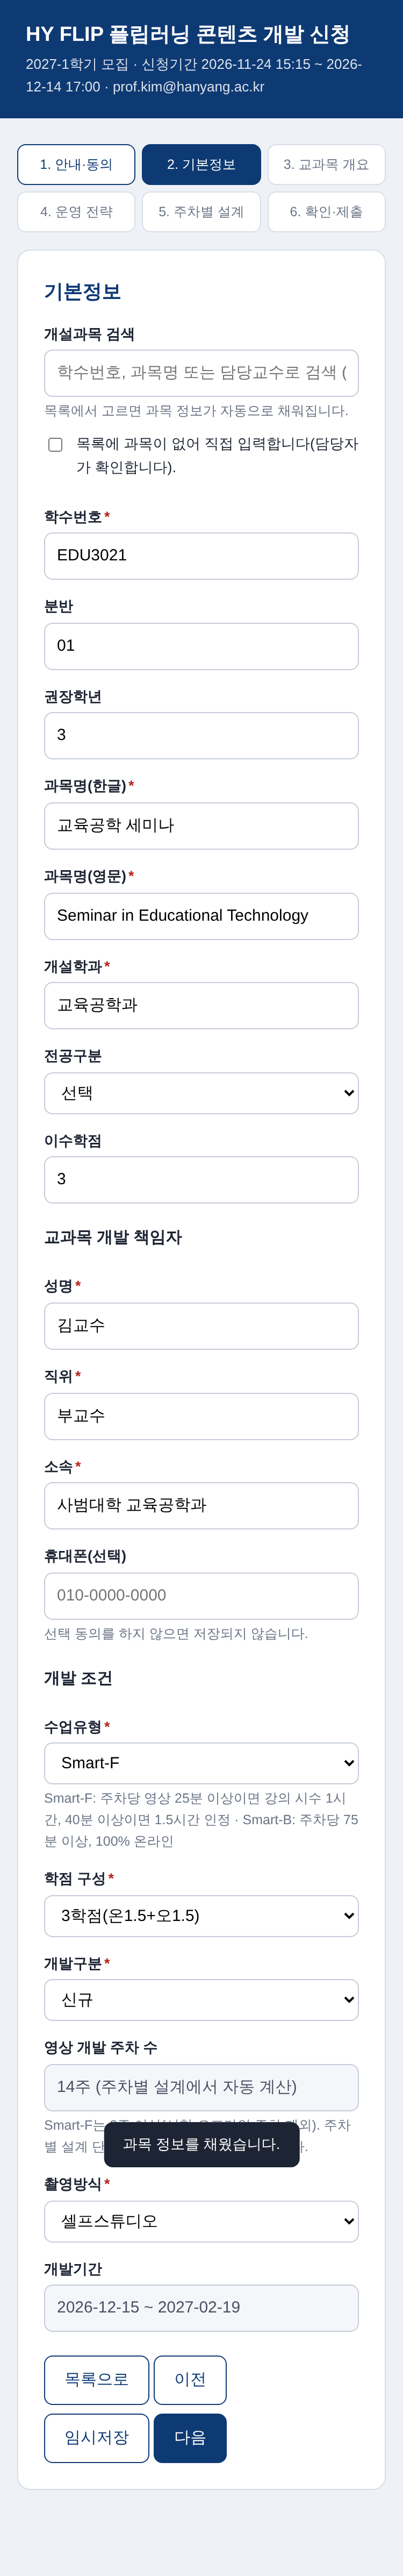 HY FLIP 플립러닝 콘텐츠 개발 신청
2027-1학기 모집 · 신청기간 2026-11-24 15:15 ~ 2026-
12-14 17:00 · prof.kim@hanyang.ac.kr
1. 안내·동의
2. 기본정보
3. 교과목 개요
4. 운영 전략
5. 주차별 설계
6. 확인·제출
기본정보
개설과목 검색
학수번호, 과목명 또는 담당교수로 검색 (
목록에서 고르면 과목 정보가 자동으로 채워집니다.
목록에 과목이 없어 직접 입력합니다(담당자
가 확인합니다).
학수번호*
EDU3021
분반
01
권장학년
3
과목명(한글)*
교육공학 세미나
과목명(영문)*
Seminar in Educational Technology
개설학과*
교육공학과
전공구분
선택
이수학점
3
교과목 개발 책임자
성명*
김교수
직위*
부교수
소속*
사범대학 교육공학과
휴대폰(선택)
010-0000-0000
선택 동의를 하지 않으면 저장되지 않습니다.
개발 조건
수업유형*
Smart-F
Smart-F: 주차당 영상 25분 이상이면 강의 시수 1시
간, 40분 이상이면 1.5시간 인정 · Smart-B: 주차당 75
분 이상, 100% 온라인
학점 구성*
3학점(온1.5+오1.5)
개발구분*
신규
영상 개발 주차 수
14주 (주차별 설계에서 자동 계산)
Smart-F는 주차
별 설계
과목 정보를 채웠습니다.
촬영방식*
셀프스튜디오
개발기간
2026-12-15 ~ 2027-02-19
목록으로
이전
임시저장
다음